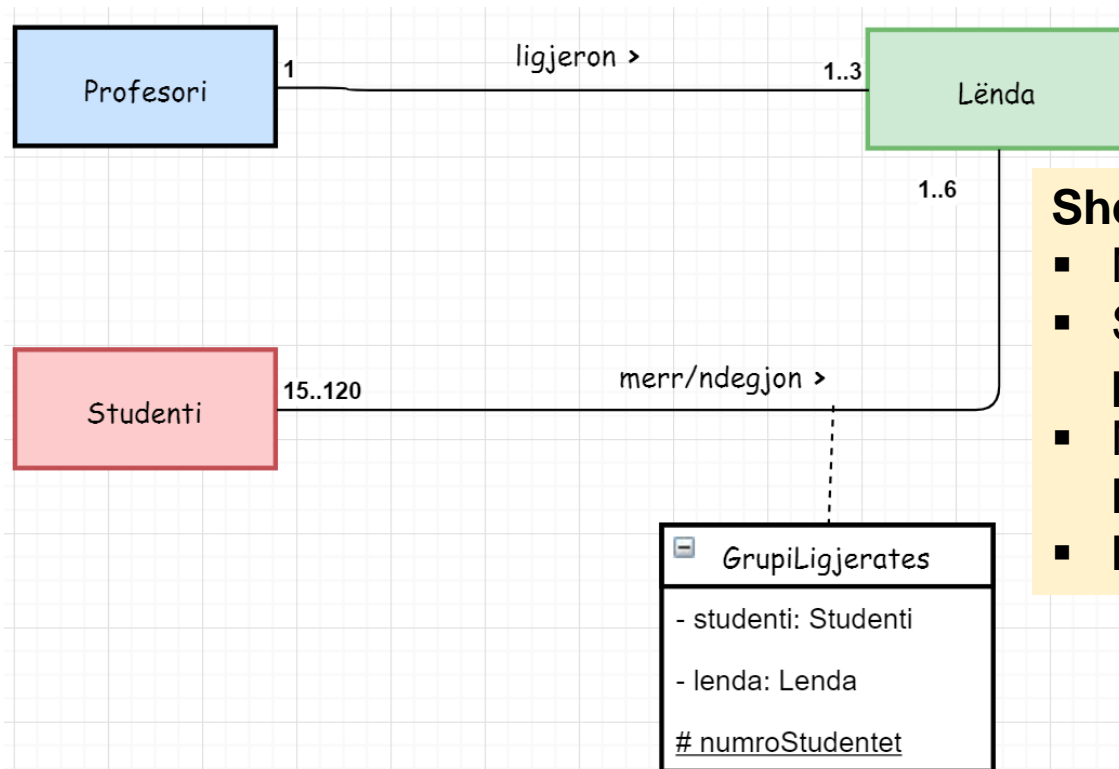 ligjeron >
1
1..3
Profesori
Lënda
1..6
merr/ndegjon >
15..120
Studenti
GrupiLigjerates
- studenti: Studenti
- lenda: Lenda
# numroStudentet